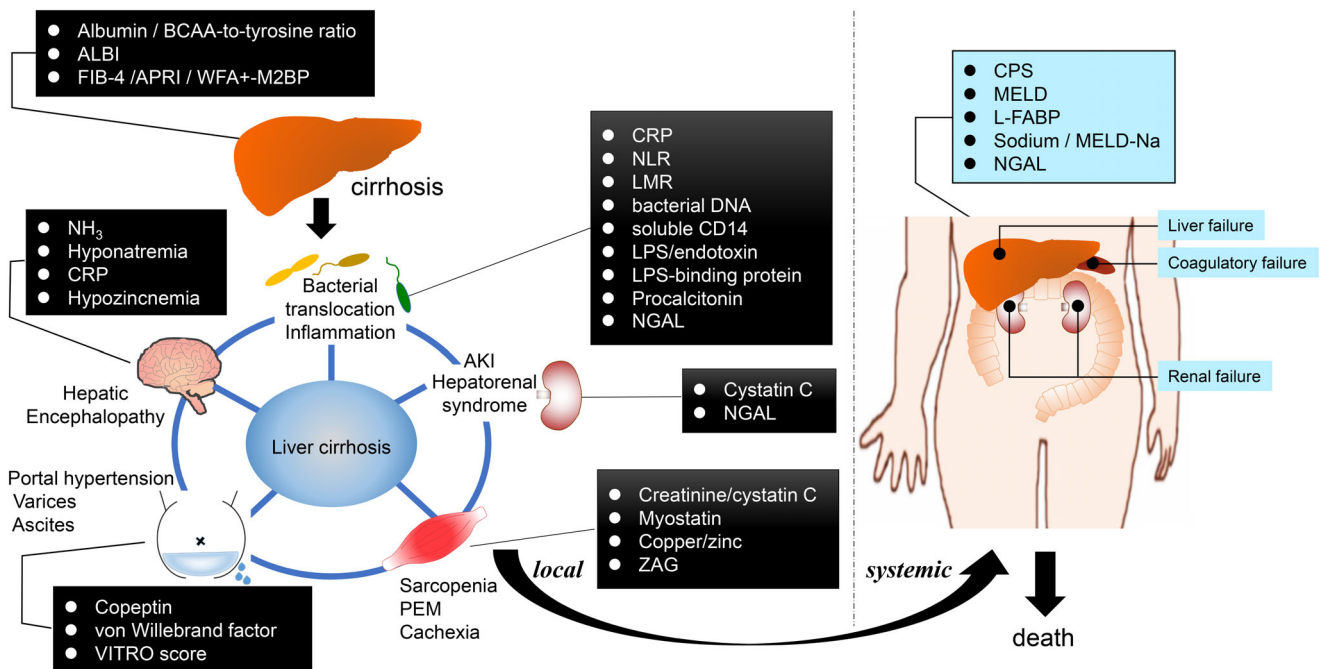 Albumin / BCAA-to-tyrosine ratio
ALBI
FIB-4 /APRI / WFA+-M2BP
cirrhosis
NH₃
Hyponatremia
CRP
Hypozincnemia
Bacterial
translocation
Inflammation
CRP
NLR
LMR
bacterial DNA
soluble CD14
LPS/endotoxin
LPS-binding protein
Procalcitonin
NGAL
Hepatic
Encephalopathy
AKI
Hepatorenal
syndrome
Cystatin C
NGAL
Liver cirrhosis
Portal hypertension
Varices
Ascites
Copeptin
von Willebrand factor
VITRO score
Sarcopenia
PEM
Cachexia
Creatinine/cystatin C
Myostatin
Copper/zinc
ZAG
local
systemic
CPS
MELD
L-FABP
Sodium / MELD-Na
NGAL
Liver failure
Coagulatory failure
Renal failure
death